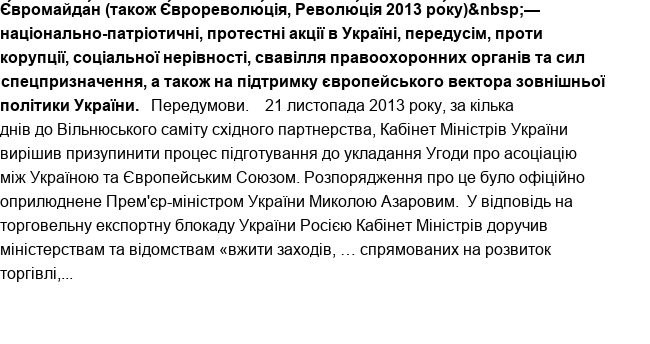 Є́вромайда́н (також Є́врореволю́ція, Револю́ція 2013 ро́ку)&nbsp;—
національно-патріотичні, протестні акції в Україні, передусім, проти
корупції, соціальної нерівності, свавілля правоохоронних органів та сил
спецпризначення, а також на підтримку європейського вектора зовнішньої
політики України. Передумови. 21 листопада 2013 року, за кілька
днів до Вільнюського саміту східного партнерства, Кабінет Міністрів України
вирішив призупинити процес підготування до укладання Угоди про асоціацію
між Україною та Європейським Союзом. Розпорядження про це було офіційно
оприлюднене Прем'єр-міністром України Миколою Азаровим. У відповідь на
торговельну експортну блокаду України Росією Кабінет Міністрів доручив
міністерствам та відомствам «вжити заходів, … спрямованих на розвиток
торгівлі,...